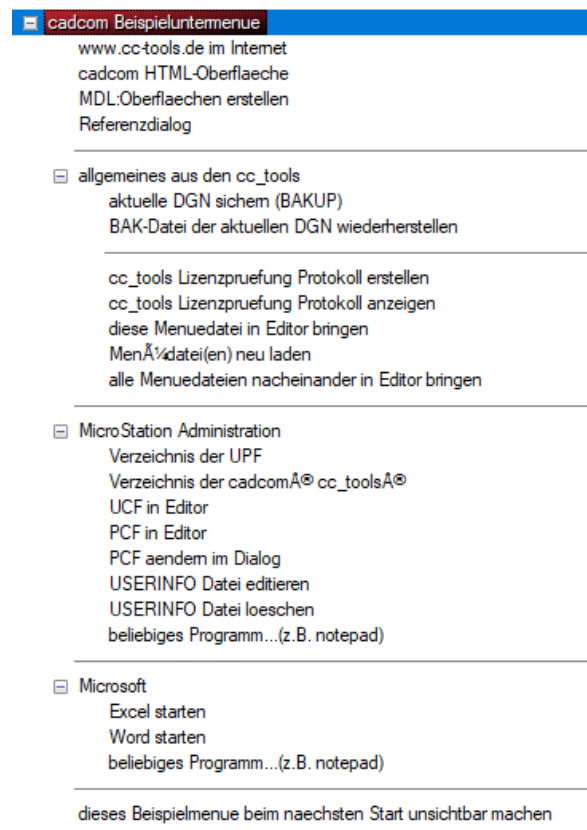 cadcom Beispieluntermenue
www.cc-tools.de im Internet
cadcom HTML-Oberflaeche
MDL:Oberflaechen erstellen
Referenzdialog
allgemeines aus den cc_tools
aktuelle DGN sichern (BAKUP)
BAK-Datei der aktuellen DGN wiederherstellen
cc_tools Lizenzpruefung Protokoll erstellen
cc_tools Lizenzpruefung Protokoll anzeigen
diese Menuedatei in Editor bringen
MenÃ¼datei(en) neu laden
alle Menuedateien nacheinander in Editor bringen
MicroStation Administration
Verzeichnis der UPF
Verzeichnis der cadcomÂ® cc_toolsÂ®
UCF in Editor
PCF in Editor
PCF aendern im Dialog
USERINFO Datei editieren
USERINFO Datei loeschen
beliebiges Programm...(z.B. notepad)
Microsoft
Excel starten
Word starten
beliebiges Programm...(z.B. notepad)
dieses Beispielmenue beim naechsten Start unsichtbar machen